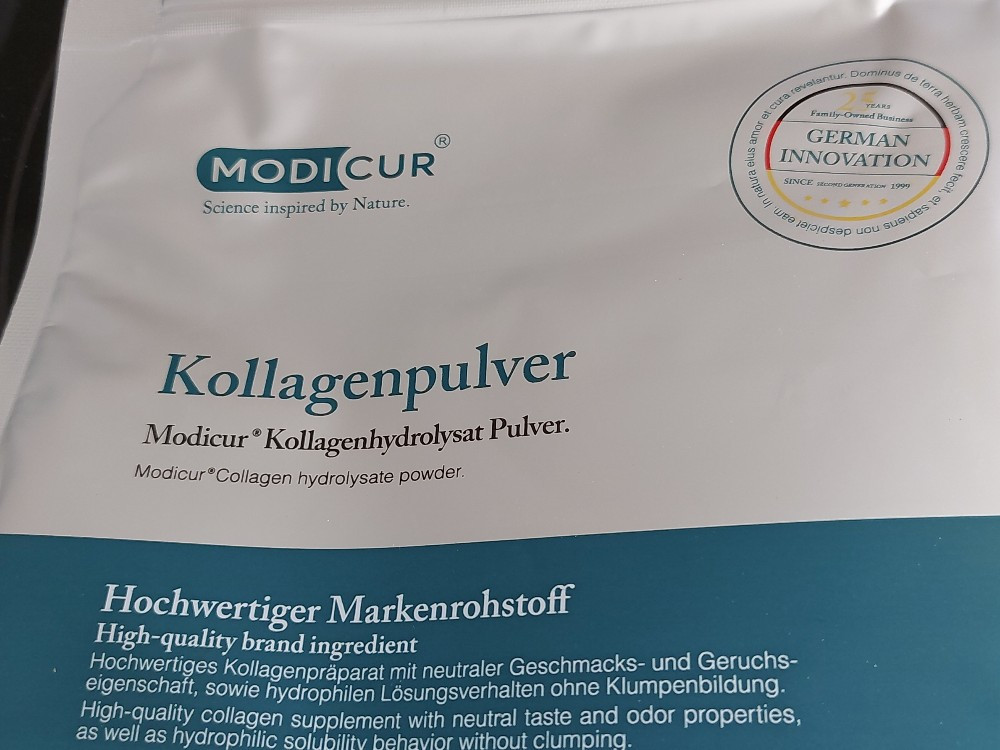 MODICUR®
Science inspired by Nature.
In natura eius amor et cura revelantur. Dominus de terra herbam crescere fecit, et sapiens non despiciet eam.
25 YEARS
Family-Owned Business
GERMAN
INNOVATION
SINCE SECOND GENERATION 1999
Kollagenpulver
Modicur®Kollagenhydrolysat Pulver.
Modicur®Collagen hydrolysate powder.
Hochwertiger Markenrohstoff
High-quality brand ingredient
Hochwertiges Kollagenpräparat mit neutraler Geschmacks- und Geruchs-
eigenschaft, sowie hydrophilen Lösungsverhalten ohne Klumpenbildung.
High-quality collagen supplement with neutral taste and odor properties,
as well as hydrophilic solubility behavior without clumping.